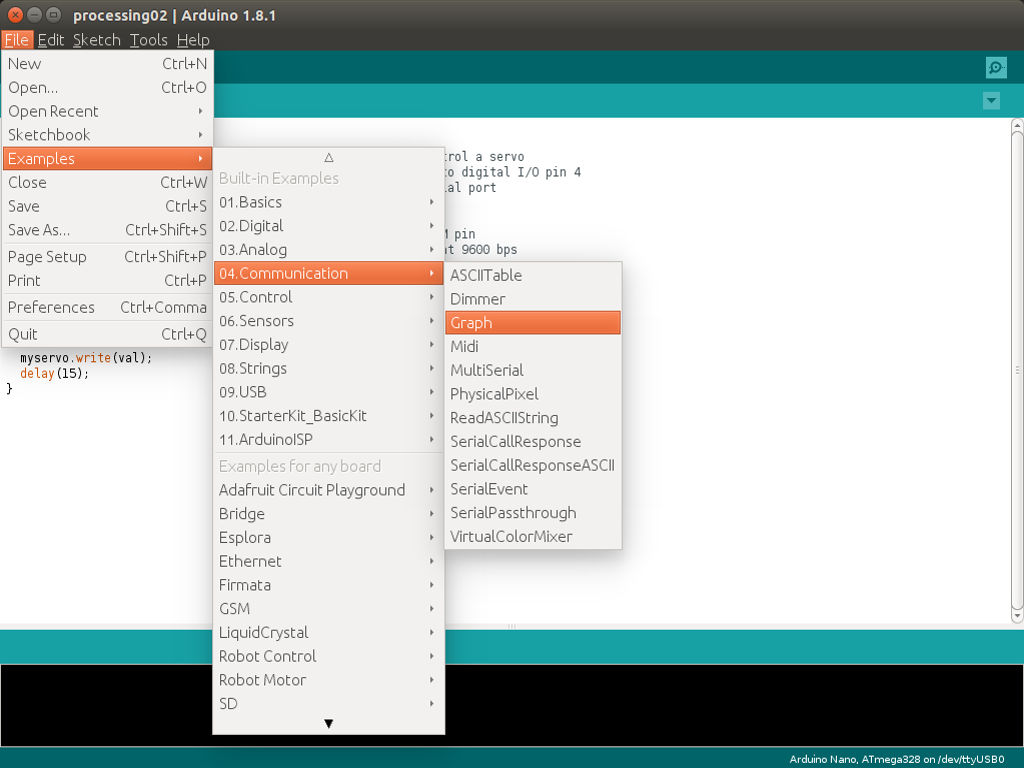 processing02 | Arduino 1.8.1
File Edit Sketch Tools Help
New Ctrl+N
Open... Ctrl+O
Open Recent
Sketchbook
Examples
Close Ctrl+W
Save Ctrl+S
Save As... Ctrl+Shift+S
Page Setup Ctrl+Shift+P
Print Ctrl+P
Preferences Ctrl+Comma
Quit Ctrl+Q
Built-in Examples
01.Basics
02.Digital
03.Analog
04.Communication
05.Control
06.Sensors
07.Display
08.Strings
09.USB
10.StarterKit_BasicKit
11.ArduinoISP
Examples for any board
Adafruit Circuit Playground
Bridge
Esplora
Ethernet
Firmata
GSM
LiquidCrystal
Robot Control
Robot Motor
SD
ASCIITable
Dimmer
Graph
Midi
MultiSerial
PhysicalPixel
ReadASCIIString
SerialCallResponse
SerialCallResponseASCII
SerialEvent
SerialPassthrough
VirtualColorMixer
trol a servo
to digital I/O pin 4
al port
M pin
at 9600 bps
myservo.write(val);
delay(15);
}
Arduino Nano, ATmega328 on /dev/ttyUSB0